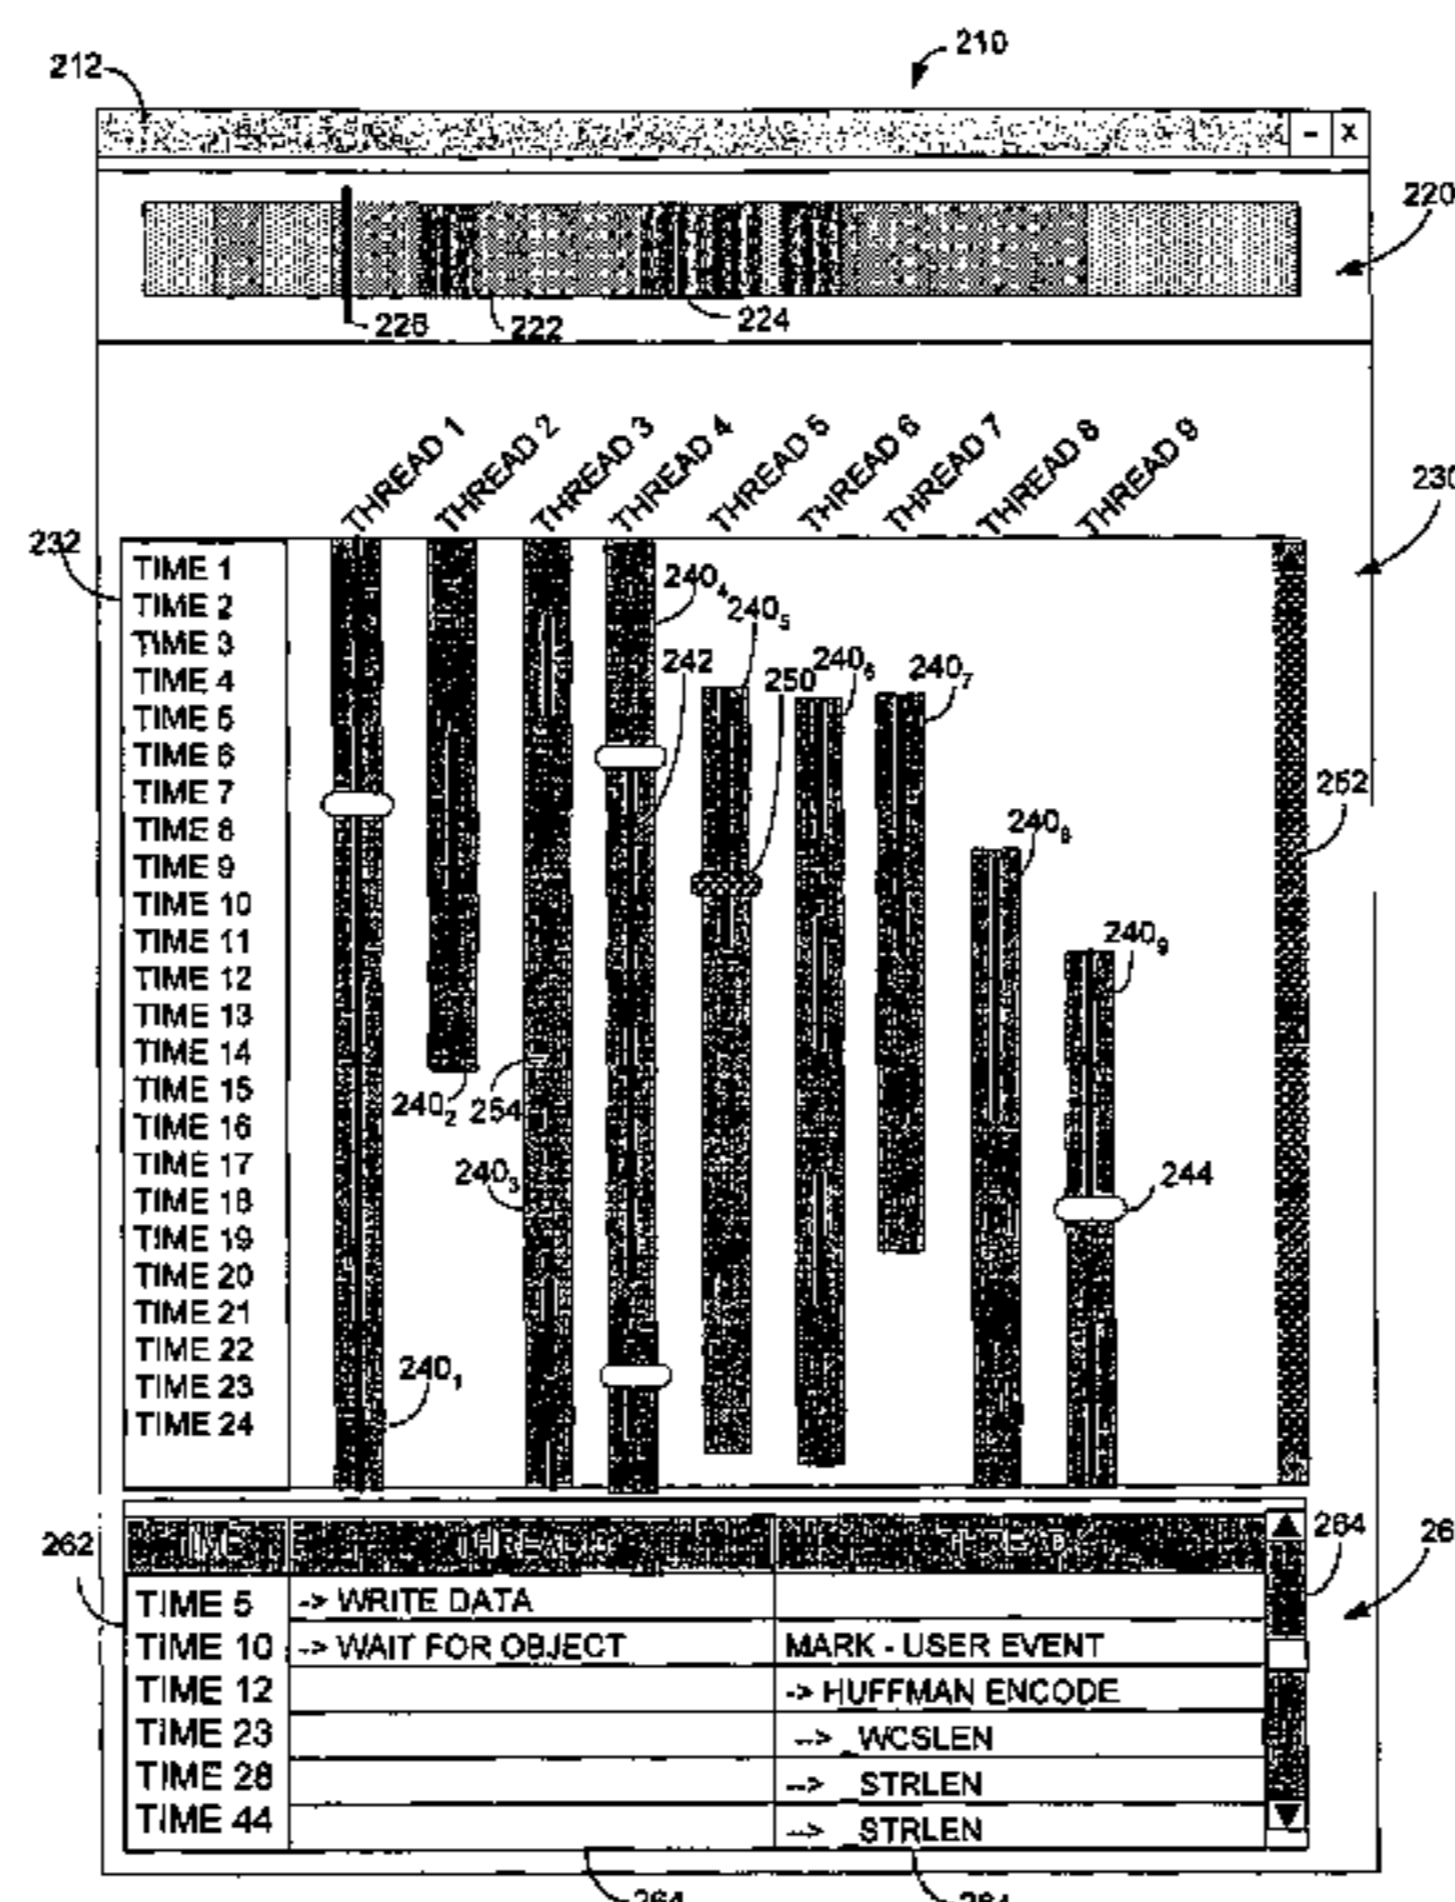 210
212
- x
220
226 222 224
THREAD 1 THREAD 2 THREAD 3 THREAD 4 THREAD 5 THREAD 6 THREAD 7 THREAD 8 THREAD 9
230
232
TIME 1
TIME 2
TIME 3
TIME 4
TIME 5
TIME 6
TIME 7
TIME 8
TIME 9
TIME 10
TIME 11
TIME 12
TIME 13
TIME 14
TIME 15
TIME 16
TIME 17
TIME 18
TIME 19
TIME 20
TIME 21
TIME 22
TIME 23
TIME 24
240₄
240₅
242
250
240₆
240₇
252
240₈
240₉
240₂
254
240₃
244
240₁
262
264
26
TIME 5 -> WRITE DATA
TIME 10 -> WAIT FOR OBJECT MARK - USER EVENT
TIME 12 -> HUFFMAN ENCODE
TIME 23 --> _WCSLEN
TIME 28 --> _STRLEN
TIME 44 --> _STRLEN
264 264